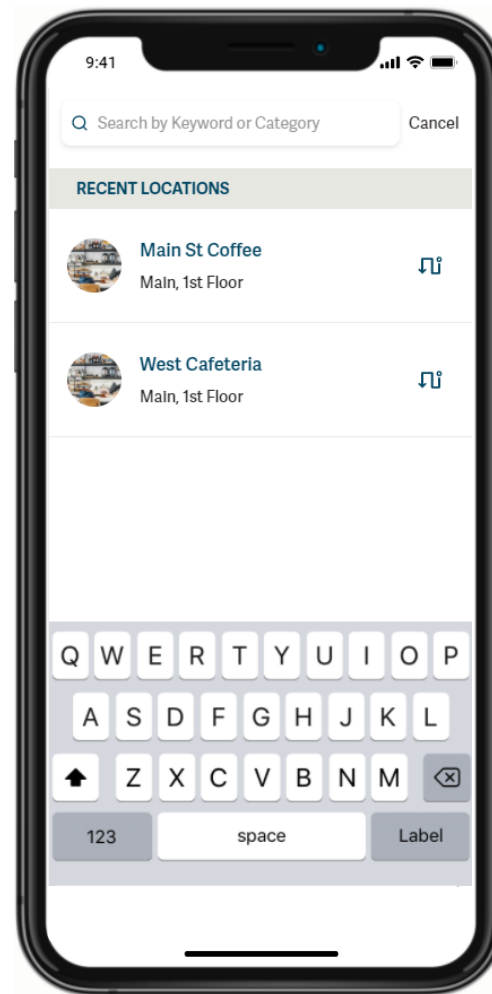 9:41
Search by Keyword or Category Cancel
RECENT LOCATIONS
Main St Coffee
Main, 1st Floor
West Cafeteria
Main, 1st Floor
Q W E R T Y U I O P
A S D F G H J K L
Z X C V B N M
123 space Label